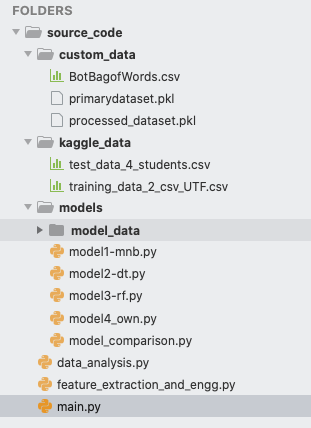 FOLDERS
source_code
custom_data
BotBagofWords.csv
primarydataset.pkl
processed_dataset.pkl
kaggle_data
test_data_4_students.csv
training_data_2_csv_UTF.csv
models
model_data
model1-mnb.py
model2-dt.py
model3-rf.py
model4_own.py
model_comparison.py
data_analysis.py
feature_extraction_and_engg.py
main.py